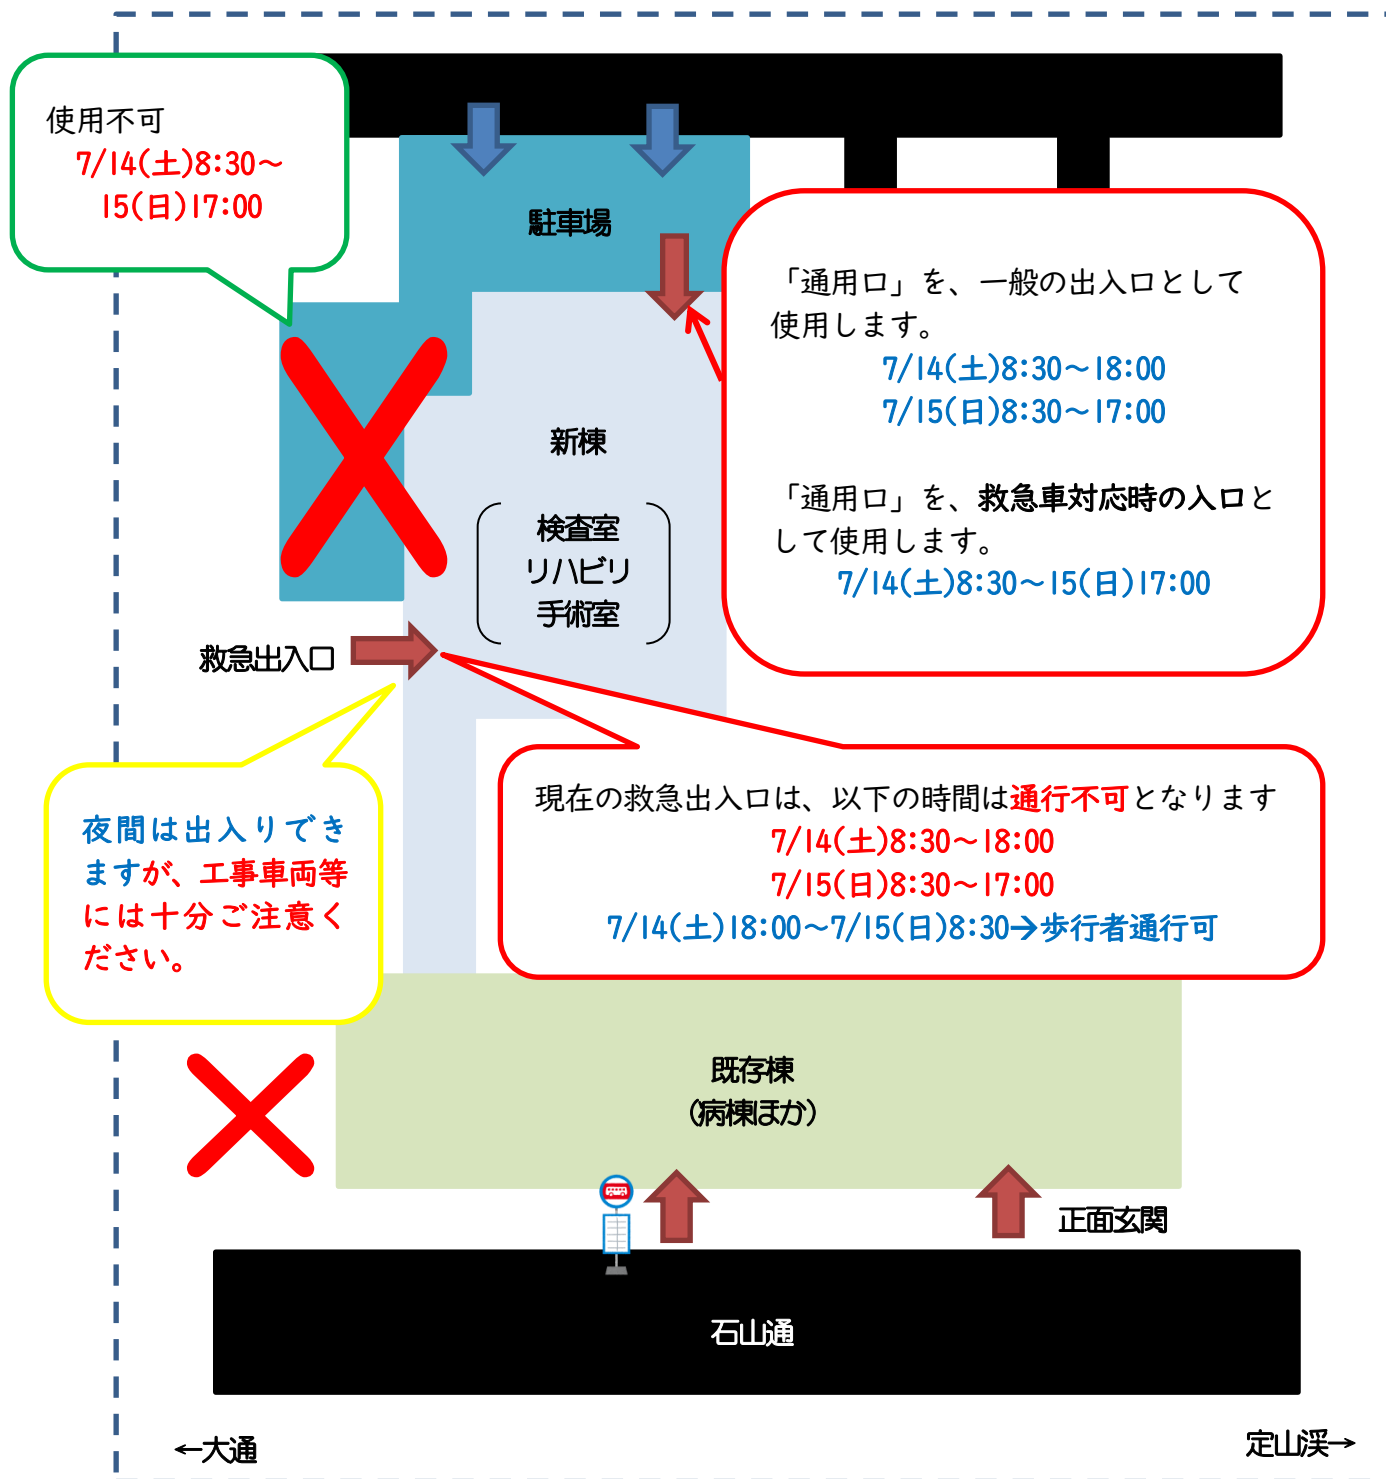 使用不可
7/14(土)8:30～
15(日)17:00
駐車場
「通用口」を、一般の出入口として
使用します。
7/14(土)8:30～18:00
7/15(日)8:30～17:00
「通用口」を、救急車対応時の入口と
して使用します。
7/14(土)8:30～15(日)17:00
新棟
検査室
リハビリ
手術室
救急出入口
夜間は出入りでき
ますが、工事車両等
には十分ご注意く
ださい。
現在の救急出入口は、以下の時間は通行不可となります
7/14(土)8:30～18:00
7/15(日)8:30～17:00
7/14(土)18:00～7/15(日)8:30→歩行者通行可
既存棟
(病棟ほか)
正面玄関
石山通
←大通
定山渓→